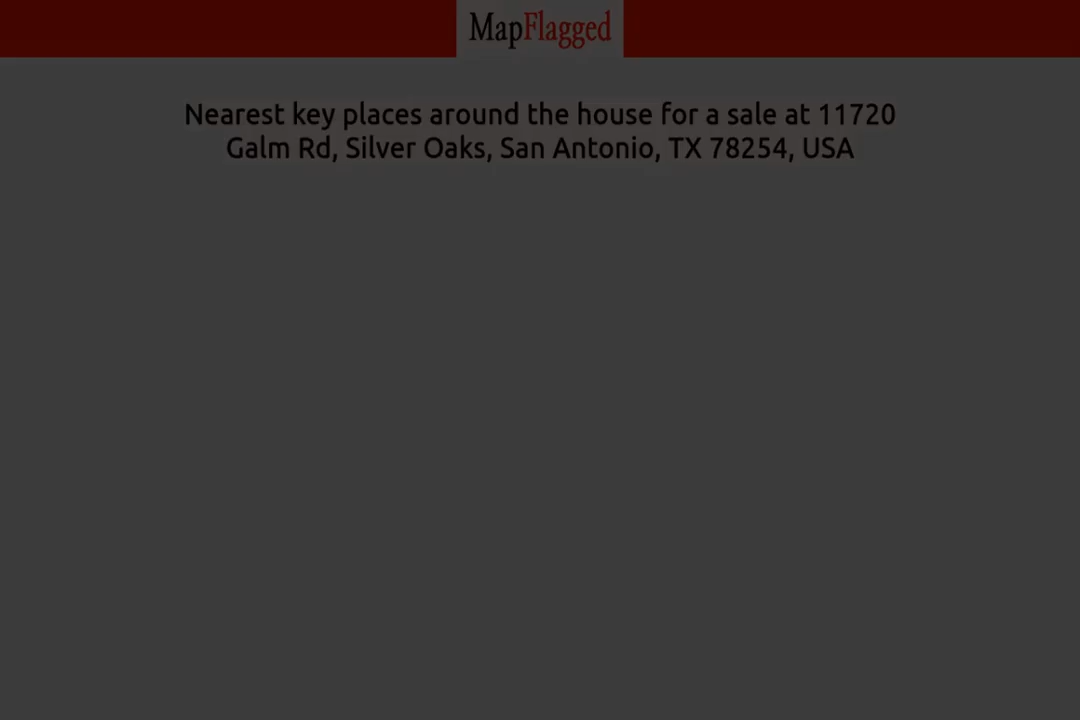 MapFlagged
Nearest key places around the house for a sale at 11720
Galm Rd, Silver Oaks, San Antonio, TX 78254, USA